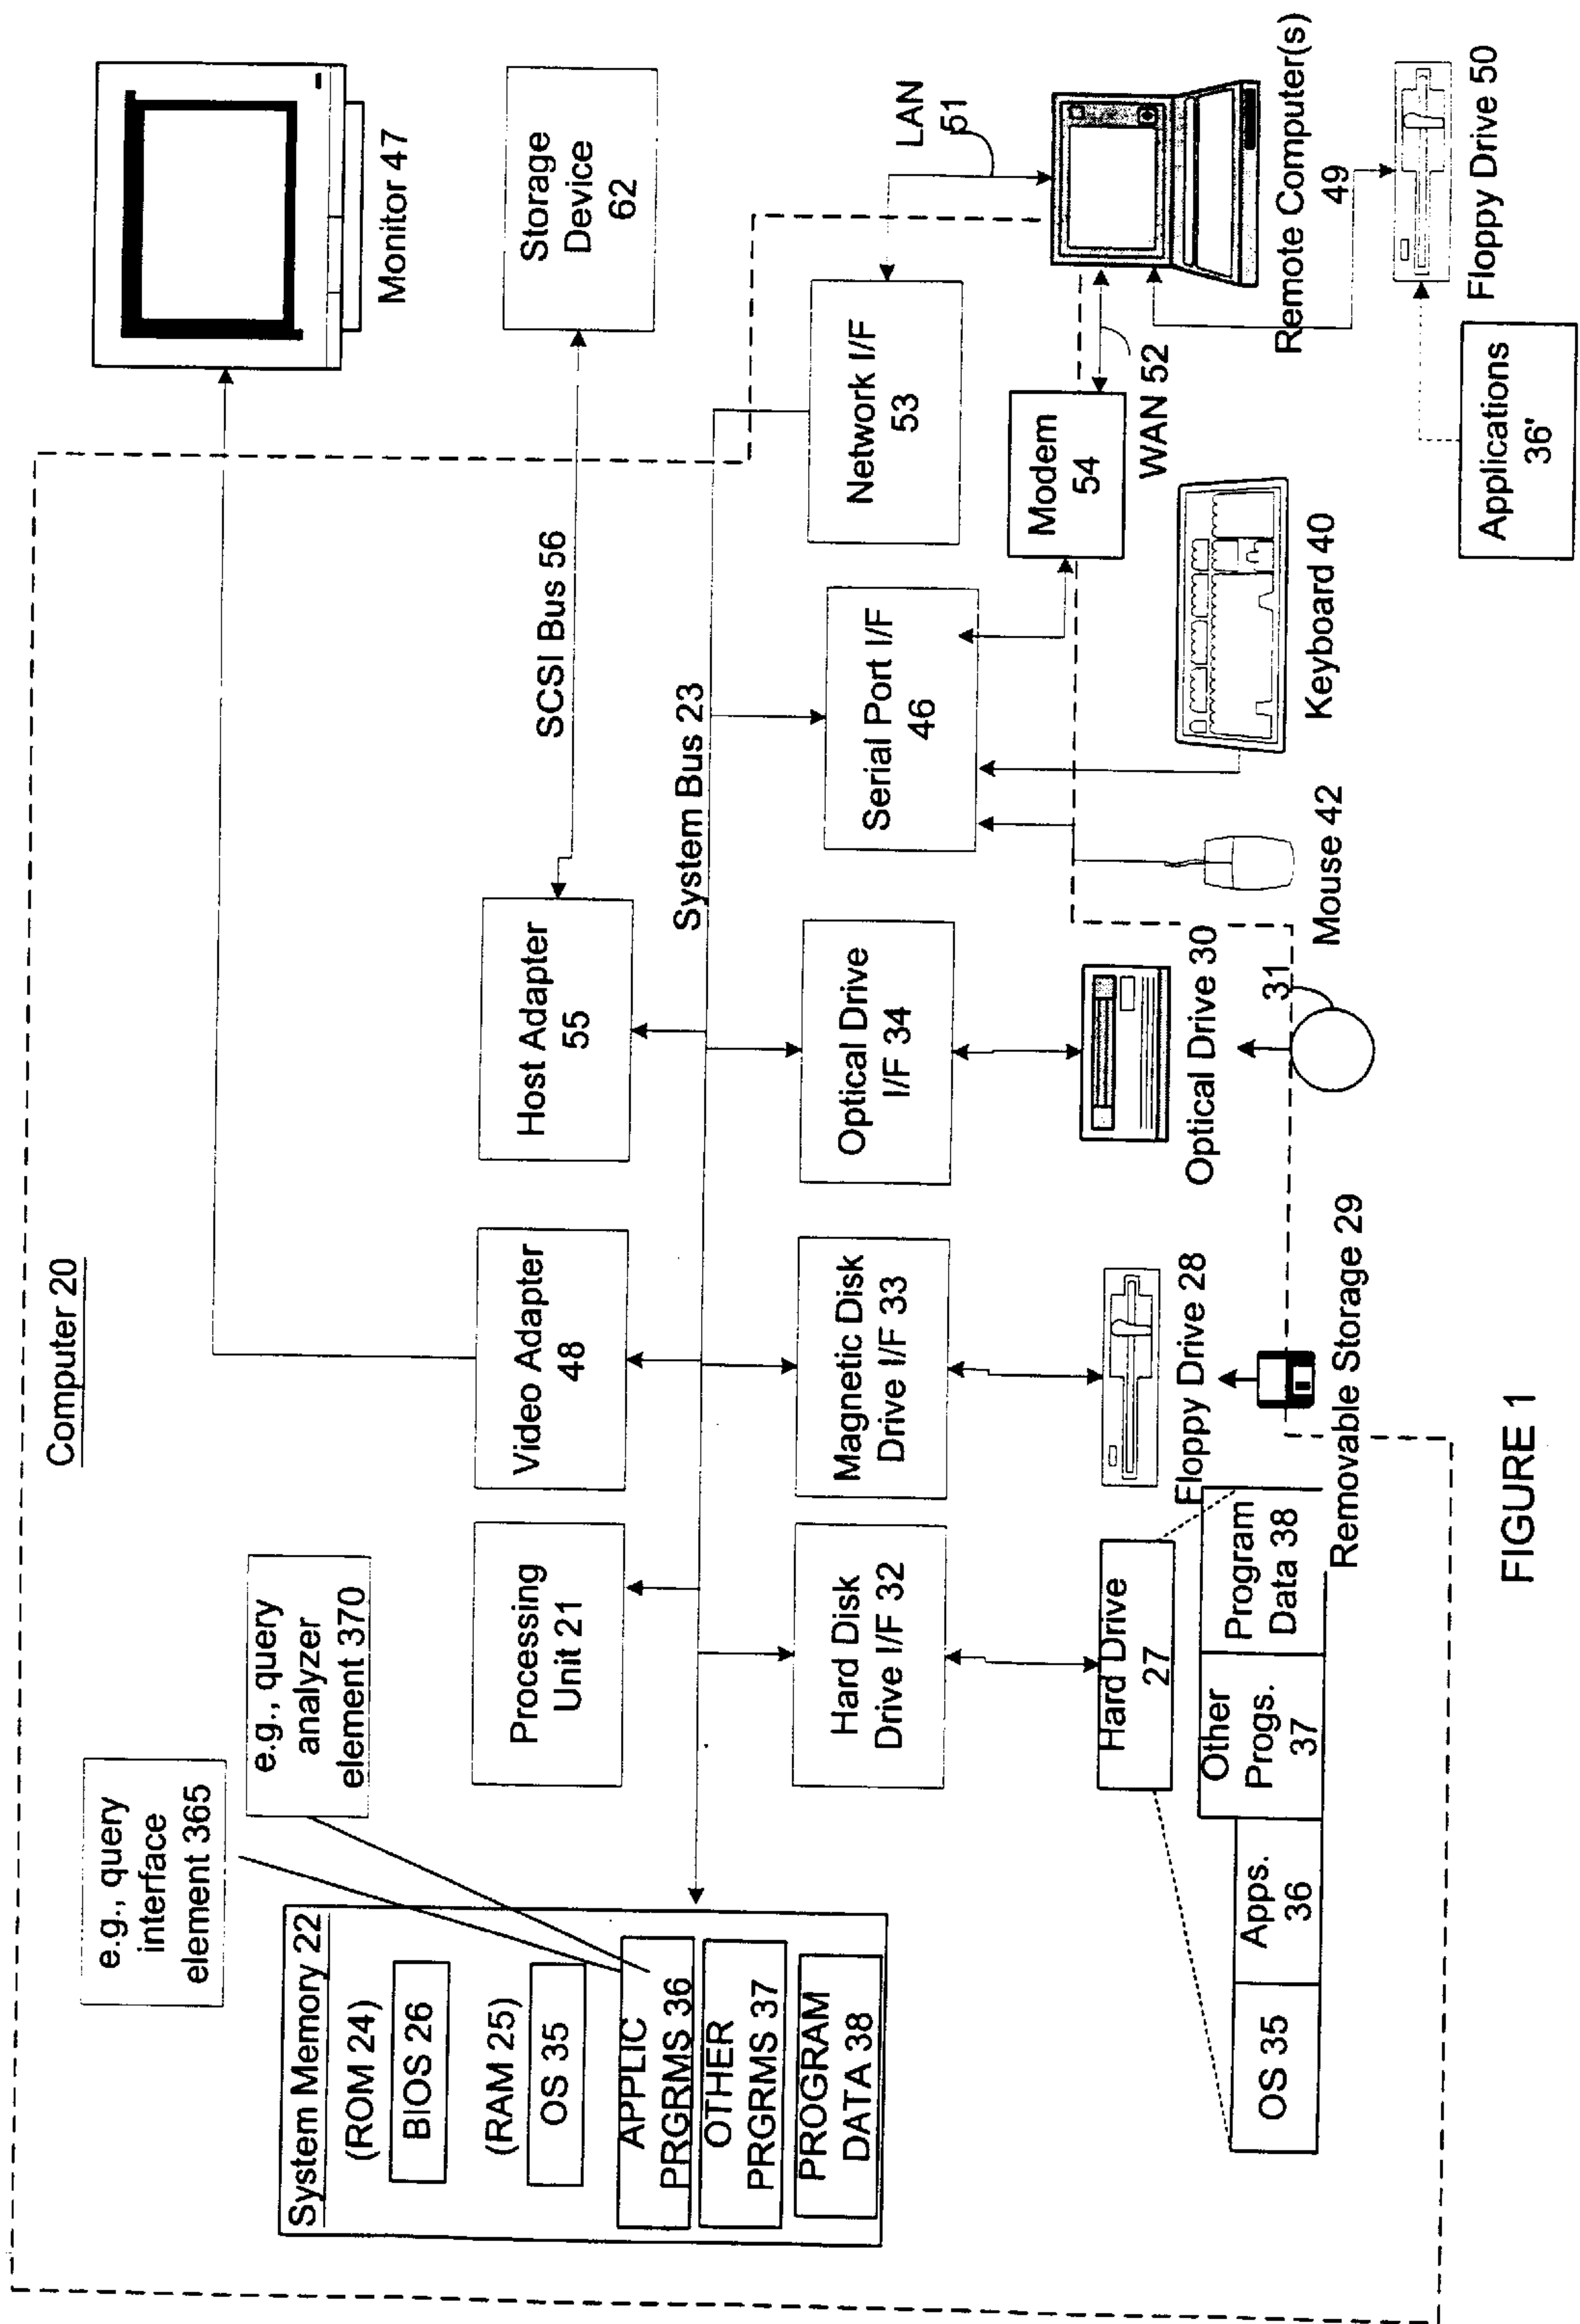 Computer 20
e.g., query
interface
element 365
e.g., query
analyzer
element 370
System Memory 22
(ROM 24)
BIOS 26
(RAM 25)
OS 35
APPLIC
PRGRMS 36
OTHER
PRGRMS 37
PROGRAM
DATA 38
Processing
Unit 21
Video Adapter
48
Host Adapter
55
SCSI Bus 56
Monitor 47
Storage
Device
62
System Bus 23
Hard Disk
Drive I/F 32
Magnetic Disk
Drive I/F 33
Optical Drive
I/F 34
Serial Port I/F
46
Network I/F
53
LAN
51
Hard Drive
27
Floppy Drive 28
Optical Drive 30
31
Modem
54
WAN 52
Remote Computer(s)
49
Mouse 42
Keyboard 40
Floppy Drive 50
Applications
36'
OS 35
Apps.
36
Other
Progs.
37
Program
Data 38
Removable Storage 29
FIGURE 1